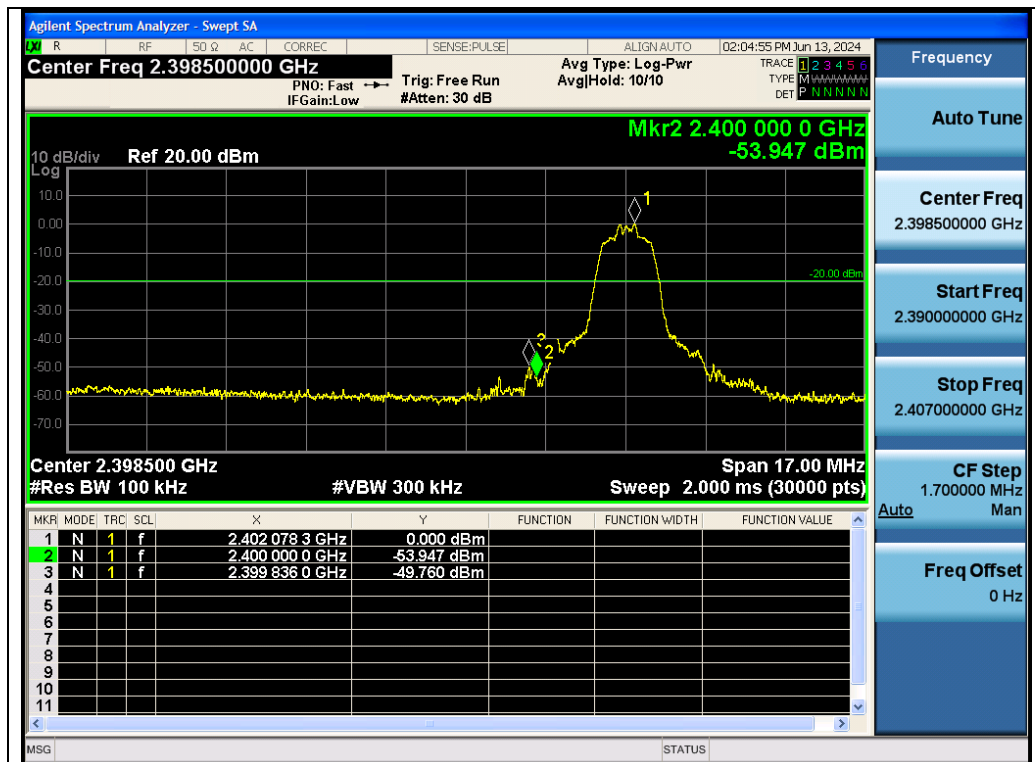 Agilent Spectrum Analyzer - Swept SA
LXI R RF 50 Ω AC CORREC SENSE:PULSE ALIGN AUTO 02:04:55 PM Jun 13, 2024
Center Freq 2.398500000 GHz
PNO: Fast
IFGain:Low
Trig: Free Run
#Atten: 30 dB
Avg Type: Log-Pwr
Avg|Hold: 10/10
TRACE 1 2 3 4 5 6
TYPE M WWWWW
DET P N N N N N
Mkr2 2.400 000 0 GHz
-53.947 dBm
10 dB/div Ref 20.00 dBm
Log
10.0
0.00
-10.0
-20.0
-30.0
-40.0
-50.0
-60.0
-70.0
1
-20.00 dBm
3
2
Center 2.398500 GHz Span 17.00 MHz
#Res BW 100 kHz #VBW 300 kHz Sweep 2.000 ms (30000 pts)
MKR MODE TRC SCL X Y FUNCTION FUNCTION WIDTH FUNCTION VALUE
1 N 1 f 2.402 078 3 GHz 0.000 dBm
2 N 1 f 2.400 000 0 GHz -53.947 dBm
3 N 1 f 2.399 836 0 GHz -49.760 dBm
4
5
6
7
8
9
10
11
MSG STATUS
Frequency
Auto Tune
Center Freq
2.398500000 GHz
Start Freq
2.390000000 GHz
Stop Freq
2.407000000 GHz
CF Step
1.700000 MHz
Auto Man
Freq Offset
0 Hz